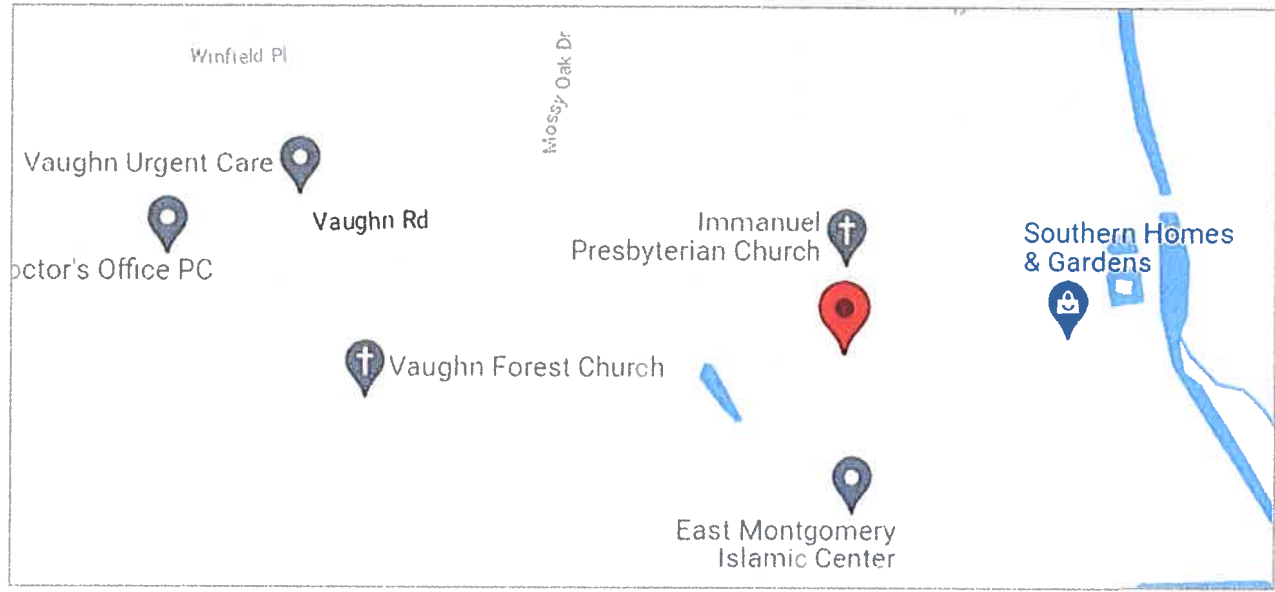 Winfield Pl
Mossy Oak Dr
Vaughn Urgent Care
Vaughn Rd
Immanuel
Presbyterian Church
Southern Homes
& Gardens
octor's Office PC
Vaughn Forest Church
East Montgomery
Islamic Center